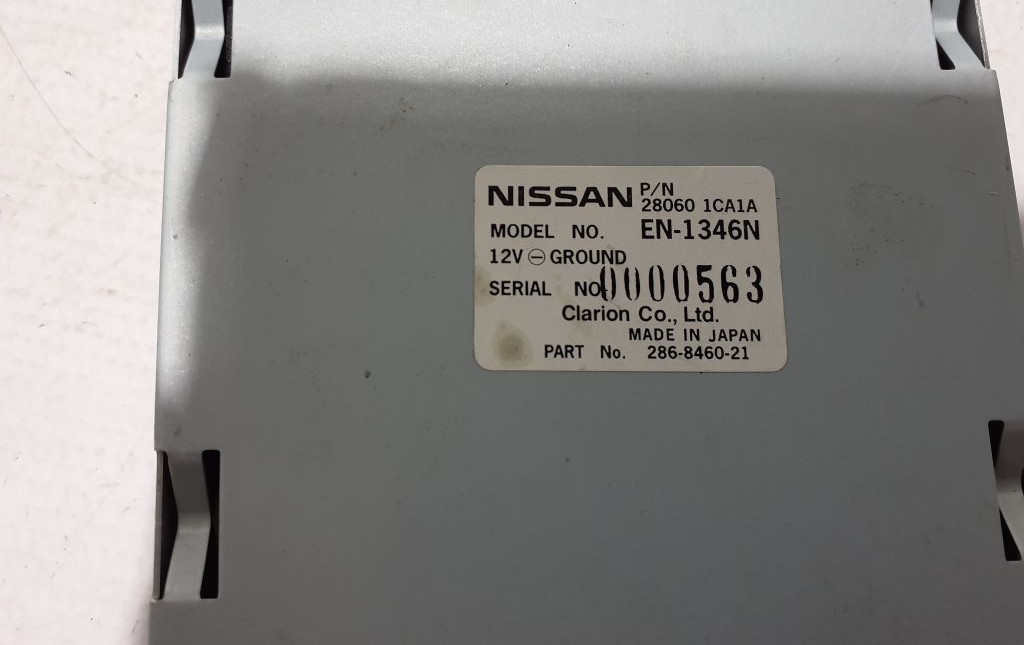 NISSAN P/N
28060 1CA1A
MODEL NO. EN-1346N
12V ⊖ GROUND
SERIAL NO. 0000563
Clarion Co., Ltd.
MADE IN JAPAN
PART No. 286-8460-21